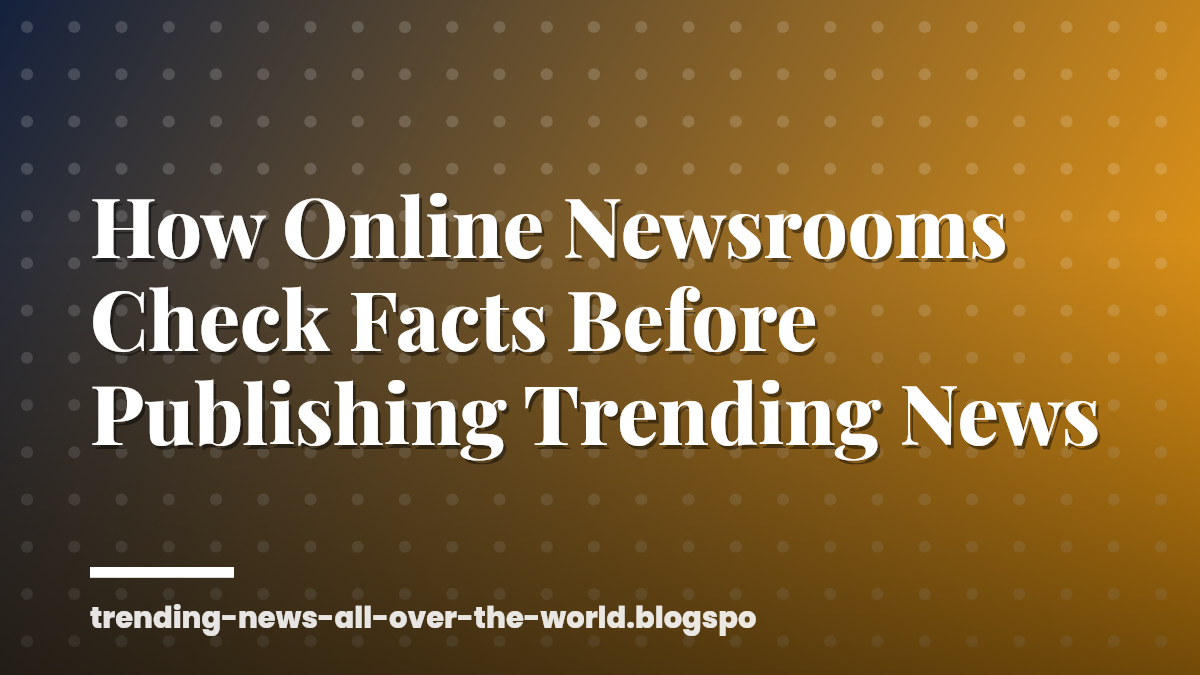 How Online Newsrooms
Check Facts Before
Publishing Trending News
trending-news-all-over-the-world.blogspo